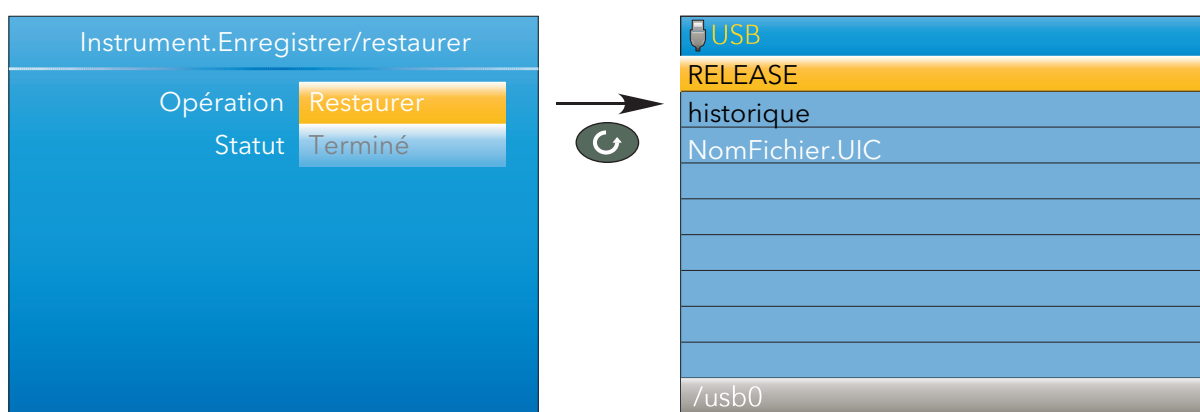 Instrument.Enregistrer/restaurer
Opération Restaurer
Statut Terminé
USB
RELEASE
historique
NomFichier.UIC
/usb0